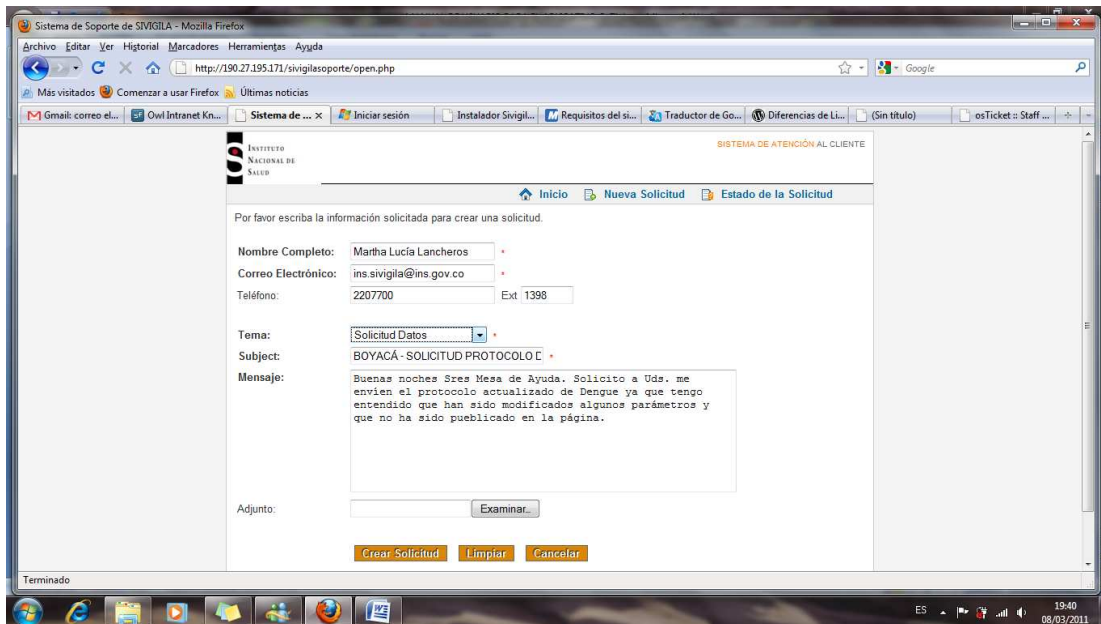 Sistema de Soporte de SIVIGILA - Mozilla Firefox
Archivo Editar Ver Historial Marcadores Herramientas Ayuda
http://190.27.195.171/sivigilasoporte/open.php
Google
Más visitados Comenzar a usar Firefox Últimas noticias
Gmail: correo el... Owl Intranet Kn... Sistema de ... Iniciar sesión Instalador Sivigil... Requisitos del si... Traductor de Go... Diferencias de Li... (Sin título) osTicket :: Staff ...
INSTITUTO
NACIONAL DE
SALUD
SISTEMA DE ATENCIÓN AL CLIENTE
Inicio Nueva Solicitud Estado de la Solicitud
Por favor escriba la información solicitada para crear una solicitud.
Nombre Completo: Martha Lucía Lancheros *
Correo Electrónico: ins.sivigila@ins.gov.co *
Teléfono: 2207700 Ext 1398
Tema: Solicitud Datos *
Subject: BOYACÁ - SOLICITUD PROTOCOLO D *
Mensaje: Buenas noches Sres Mesa de Ayuda. Solicito a Uds. me
envíen el protocolo actualizado de Dengue ya que tengo
entendido que han sido modificados algunos parámetros y
que no ha sido pueblicado en la página.
Adjunto: Examinar...
Crear Solicitud Limpiar Cancelar
Terminado
ES 19:40
08/03/2011